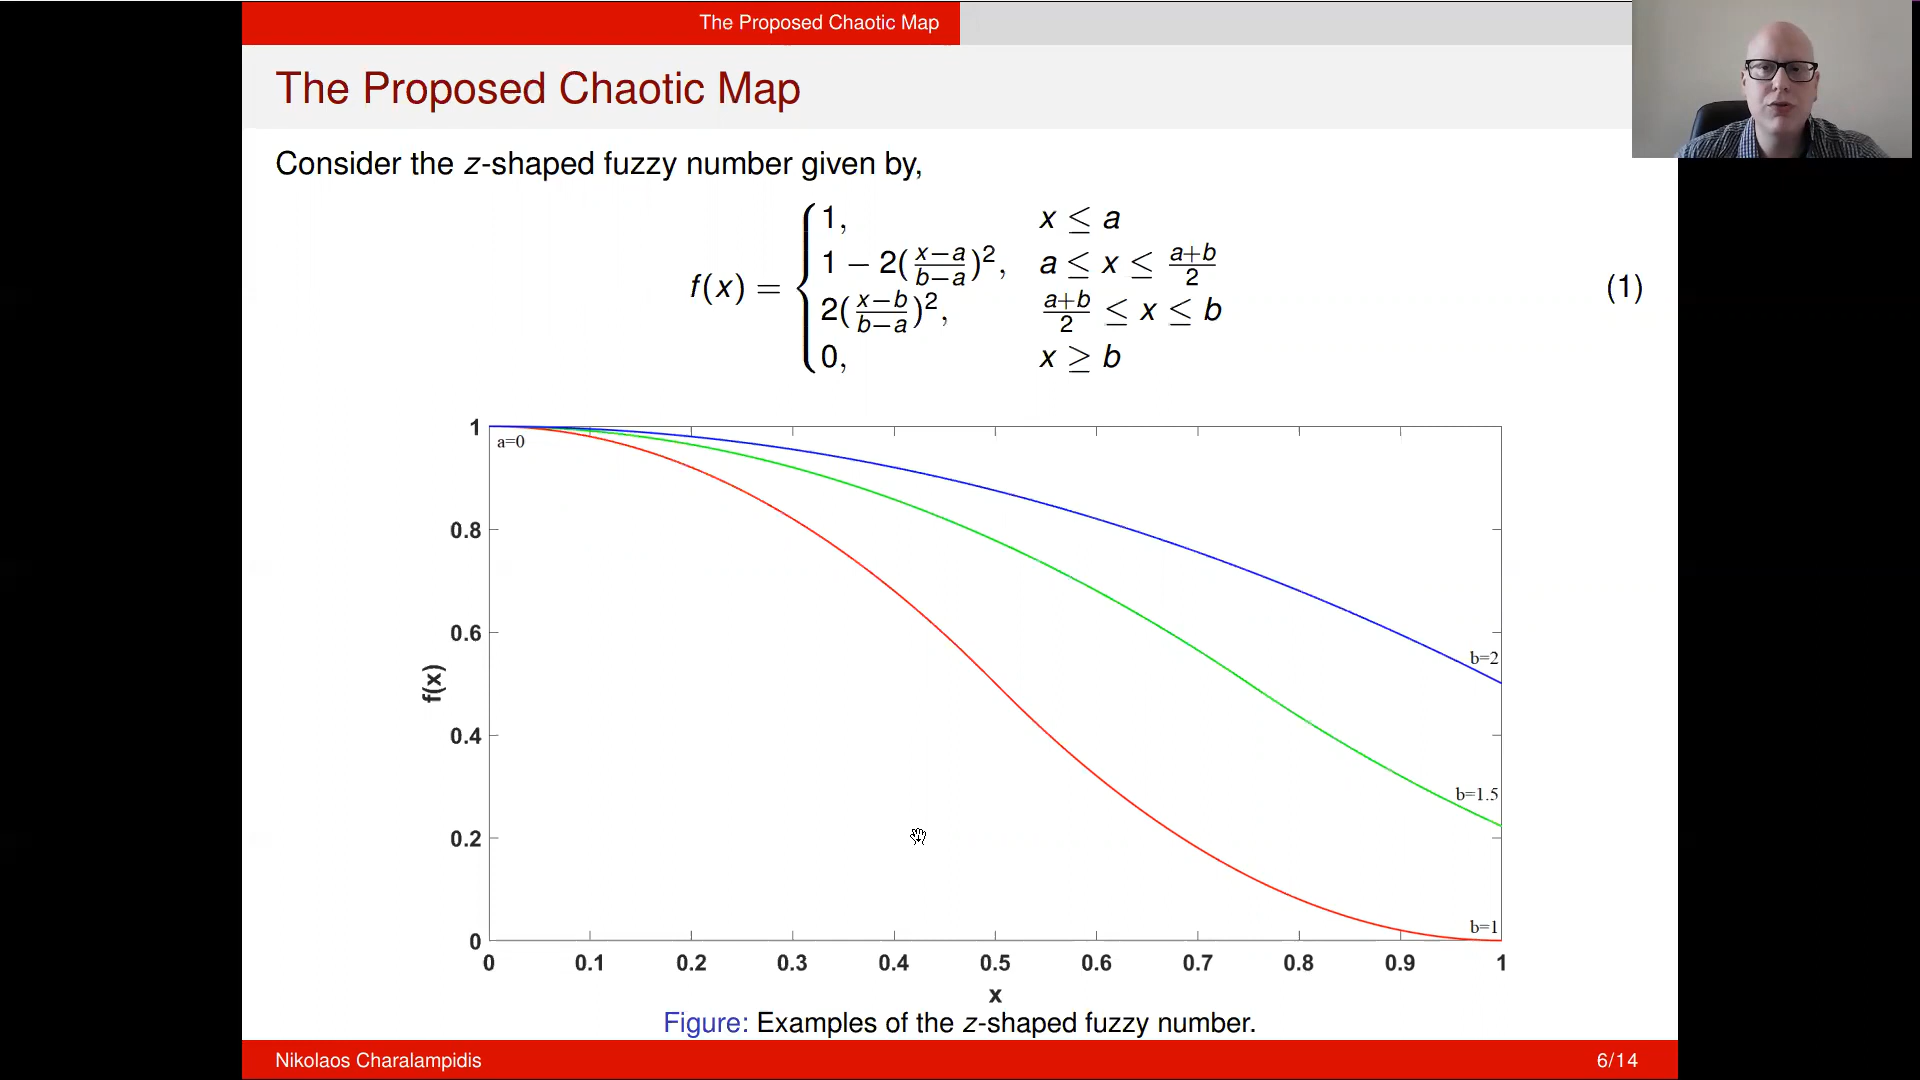 The Proposed Chaotic Map
The Proposed Chaotic Map
Consider the z-shaped fuzzy number given by,
f(x) = { 1, x ≤ a
1 − 2((x−a)/(b−a))², a ≤ x ≤ (a+b)/2
2((x−b)/(b−a))², (a+b)/2 ≤ x ≤ b
0, x ≥ b
(1)
1
a=0
0.8
0.6
b=2
f(x)
0.4
b=1.5
0.2
b=1
0
0 0.1 0.2 0.3 0.4 0.5 0.6 0.7 0.8 0.9 1
x
Figure: Examples of the z-shaped fuzzy number.
Nikolaos Charalampidis 6/14